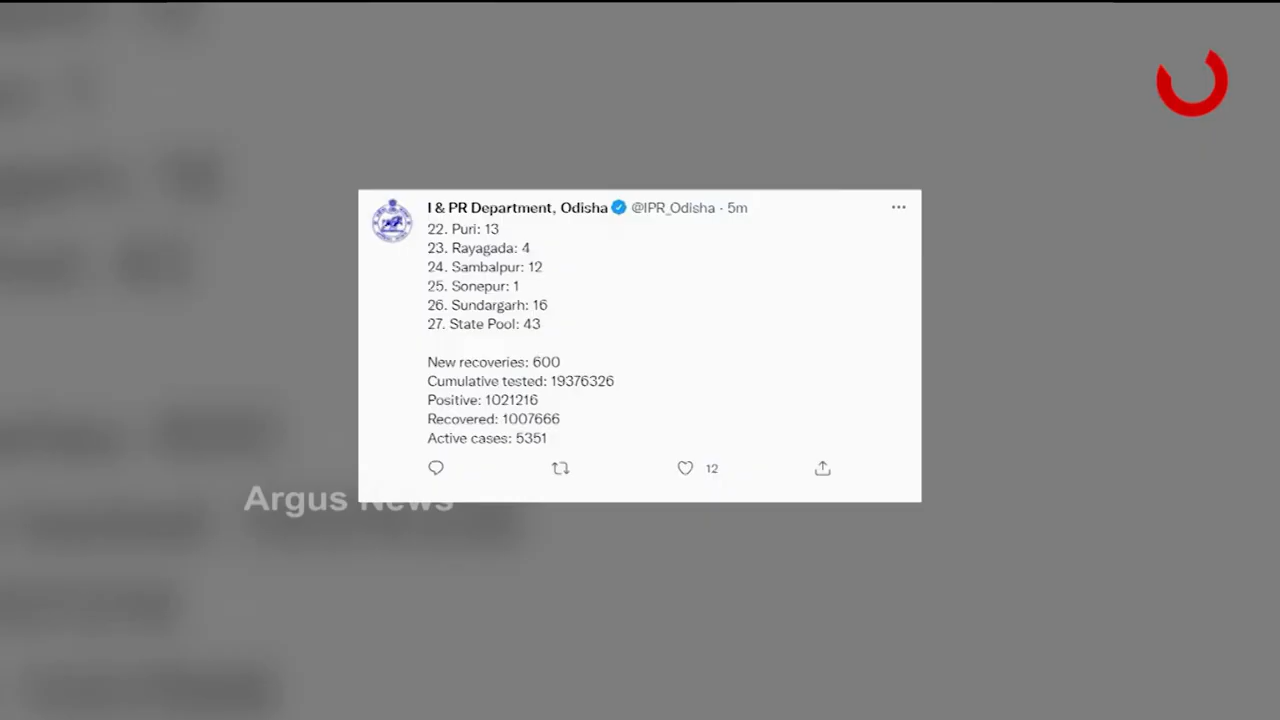 I & PR Department, Odisha @IPR_Odisha · 5m
22. Puri: 13
23. Rayagada: 4
24. Sambalpur: 12
25. Sonepur: 1
26. Sundargarh: 16
27. State Pool: 43
New recoveries: 600
Cumulative tested: 19376326
Positive: 1021216
Recovered: 1007666
Active cases: 5351
12
Argus News